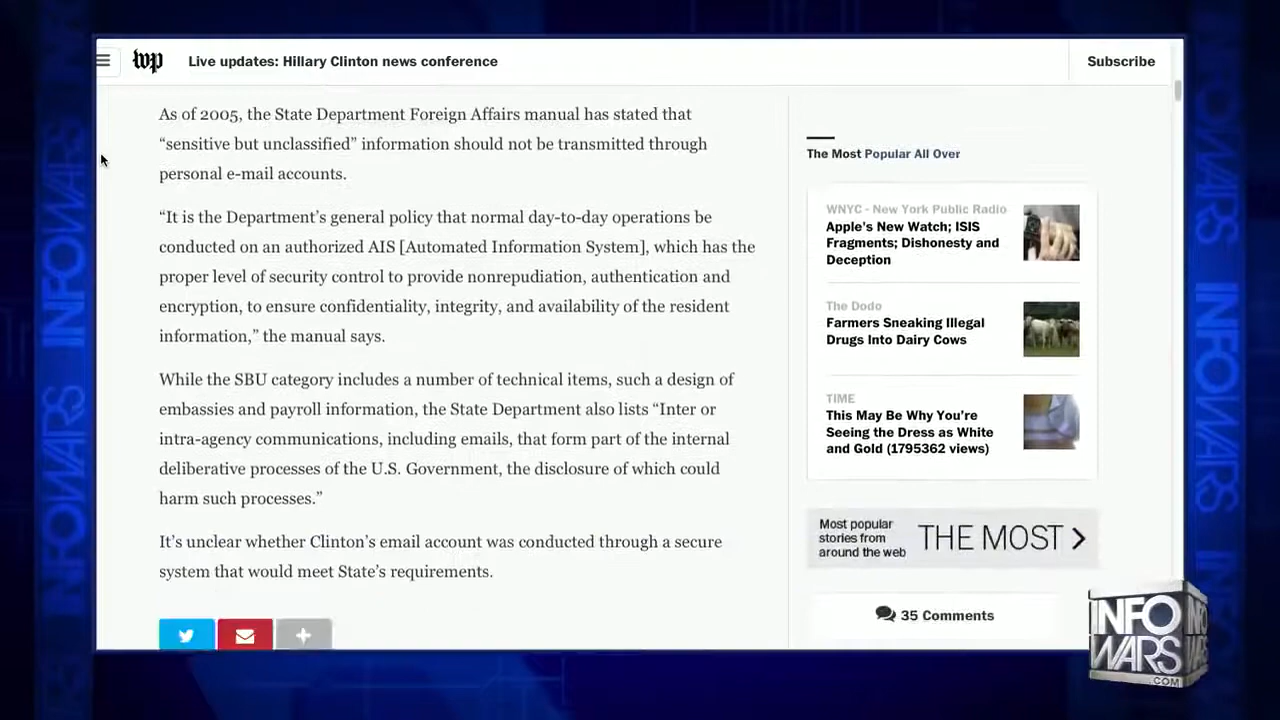 wp
Live updates: Hillary Clinton news conference
Subscribe
As of 2005, the State Department Foreign Affairs manual has stated that
“sensitive but unclassified” information should not be transmitted through
personal e-mail accounts.
“It is the Department’s general policy that normal day-to-day operations be
conducted on an authorized AIS [Automated Information System], which has the
proper level of security control to provide nonrepudiation, authentication and
encryption, to ensure confidentiality, integrity, and availability of the resident
information,” the manual says.
While the SBU category includes a number of technical items, such a design of
embassies and payroll information, the State Department also lists “Inter or
intra-agency communications, including emails, that form part of the internal
deliberative processes of the U.S. Government, the disclosure of which could
harm such processes.”
It’s unclear whether Clinton’s email account was conducted through a secure
system that would meet State’s requirements.
The Most Popular All Over
WNYC - New York Public Radio
Apple's New Watch; ISIS
Fragments; Dishonesty and
Deception
The Dodo
Farmers Sneaking Illegal
Drugs Into Dairy Cows
TIME
This May Be Why You’re
Seeing the Dress as White
and Gold (1795362 views)
Most popular
stories from
around the web
THE MOST
35 Comments
INFO
WARS
.COM
INFO
WARS
INFOWARS
INFOWARS
INFOWARS
INFOWARS